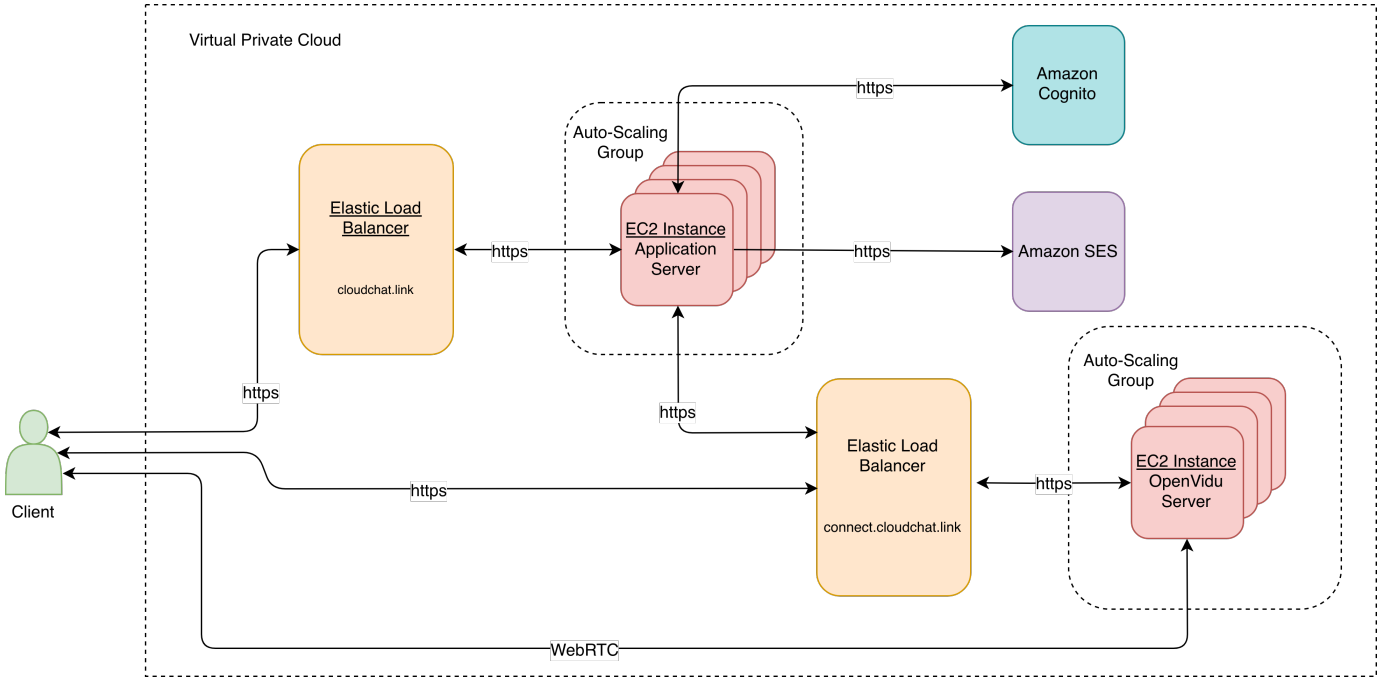 Virtual Private Cloud
Amazon
Cognito
https
Auto-Scaling
Group
Elastic Load
Balancer
cloudchat.link
https
EC2 Instance
Application
Server
https
Amazon SES
https
https
Auto-Scaling
Group
Elastic Load
Balancer
connect.cloudchat.link
https
EC2 Instance
OpenVidu
Server
https
Client
WebRTC